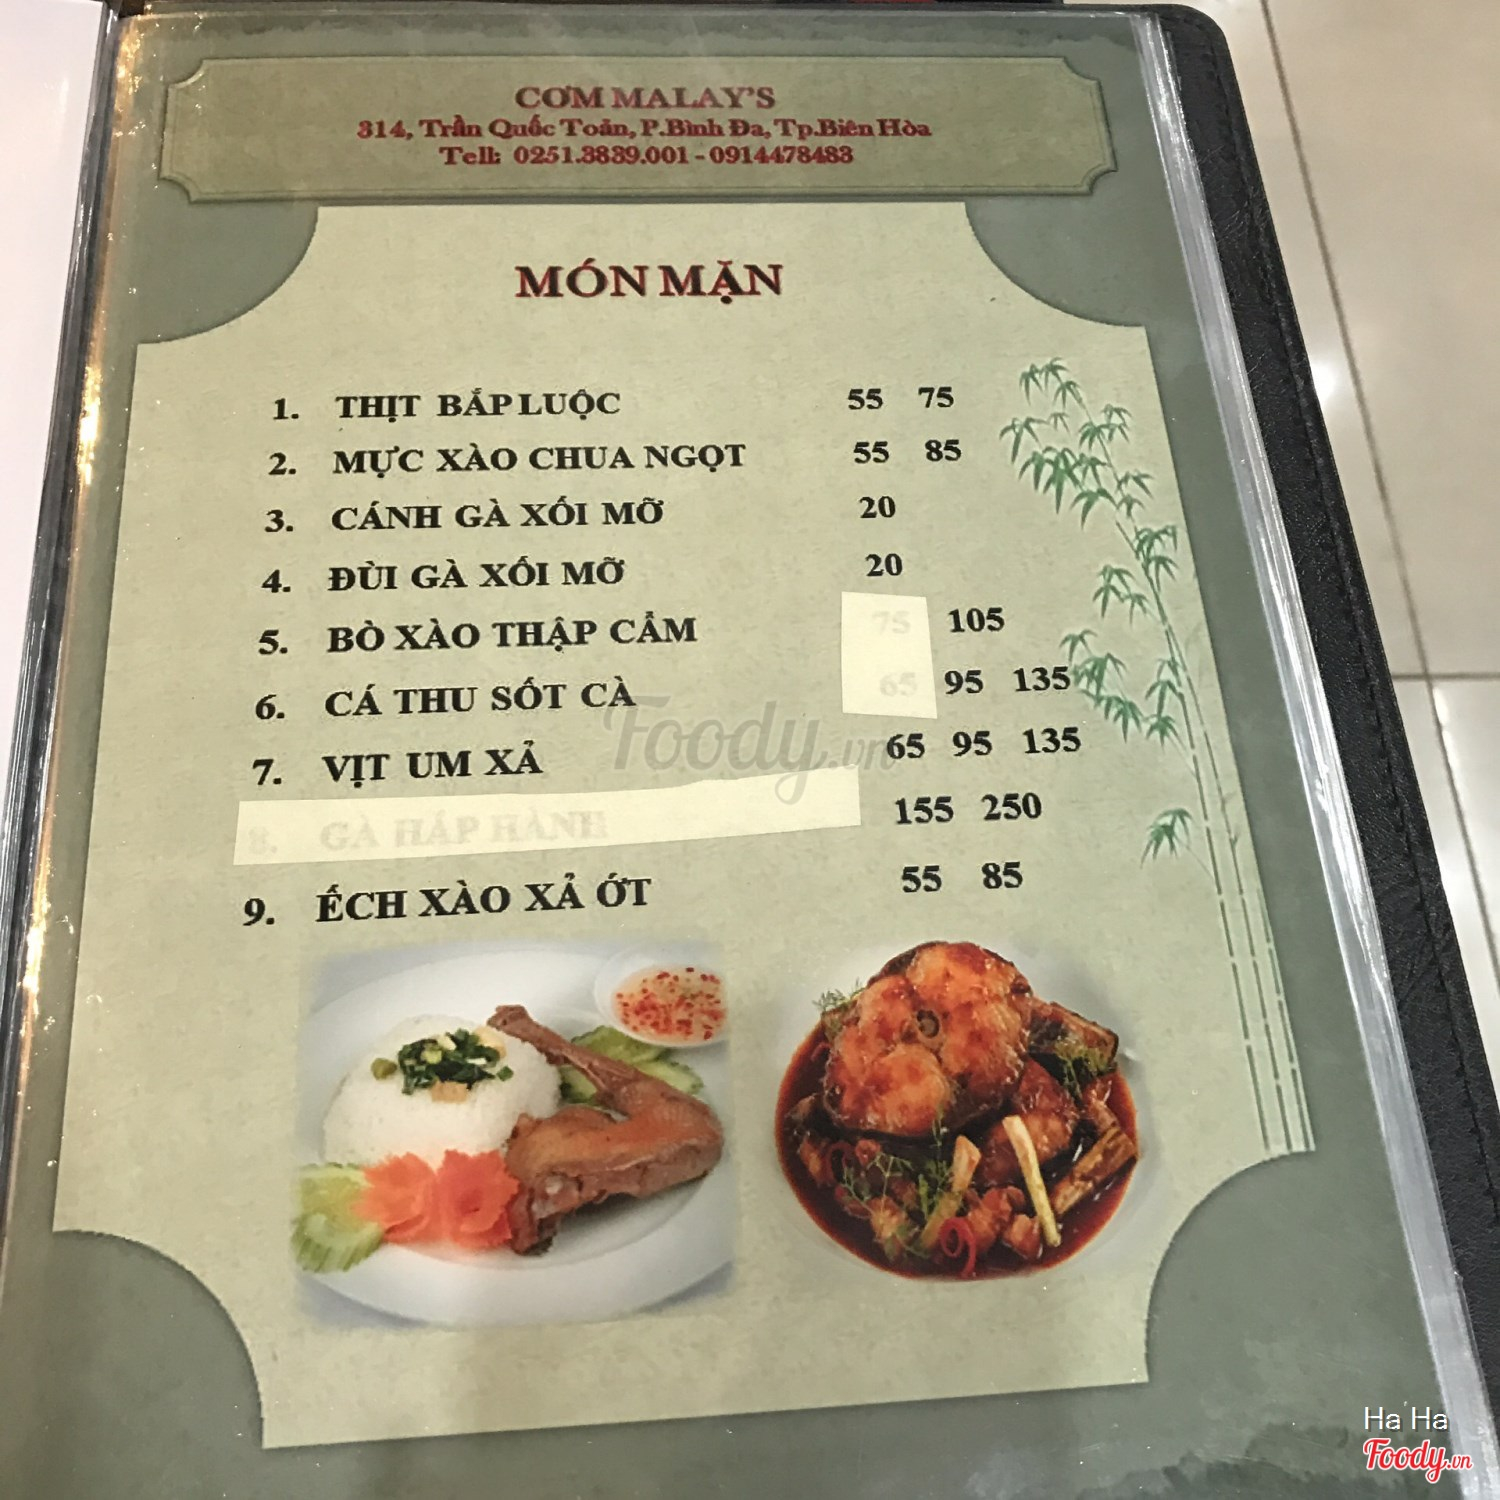 CƠM MALAY'S
314, Trần Quốc Toản, P.Bình Đa, Tp.Biên Hòa
Tell: 0251.3839.001 - 0914478483
MÓN MẶN
1. THỊT BẮP LUỘC 55 75
2. MỰC XÀO CHUA NGỌT 55 85
3. CÁNH GÀ XỐI MỠ 20
4. ĐÙI GÀ XỐI MỠ 20
5. BÒ XÀO THẬP CẨM 75 105
6. CÁ THU SỐT CÀ 65 95 135
7. VỊT UM XẢ 65 95 135
8. GÀ HẤP HÀNH 155 250
9. ẾCH XÀO XẢ ỚT 55 85
Foody.vn
Ha Ha
Foody.vn